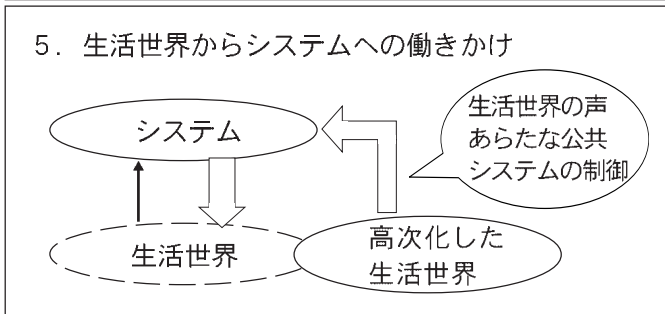 5．生活世界からシステムへの働きかけ
システム
生活世界の声
あらたな公共
システムの制御
生活世界
高次化した
生活世界